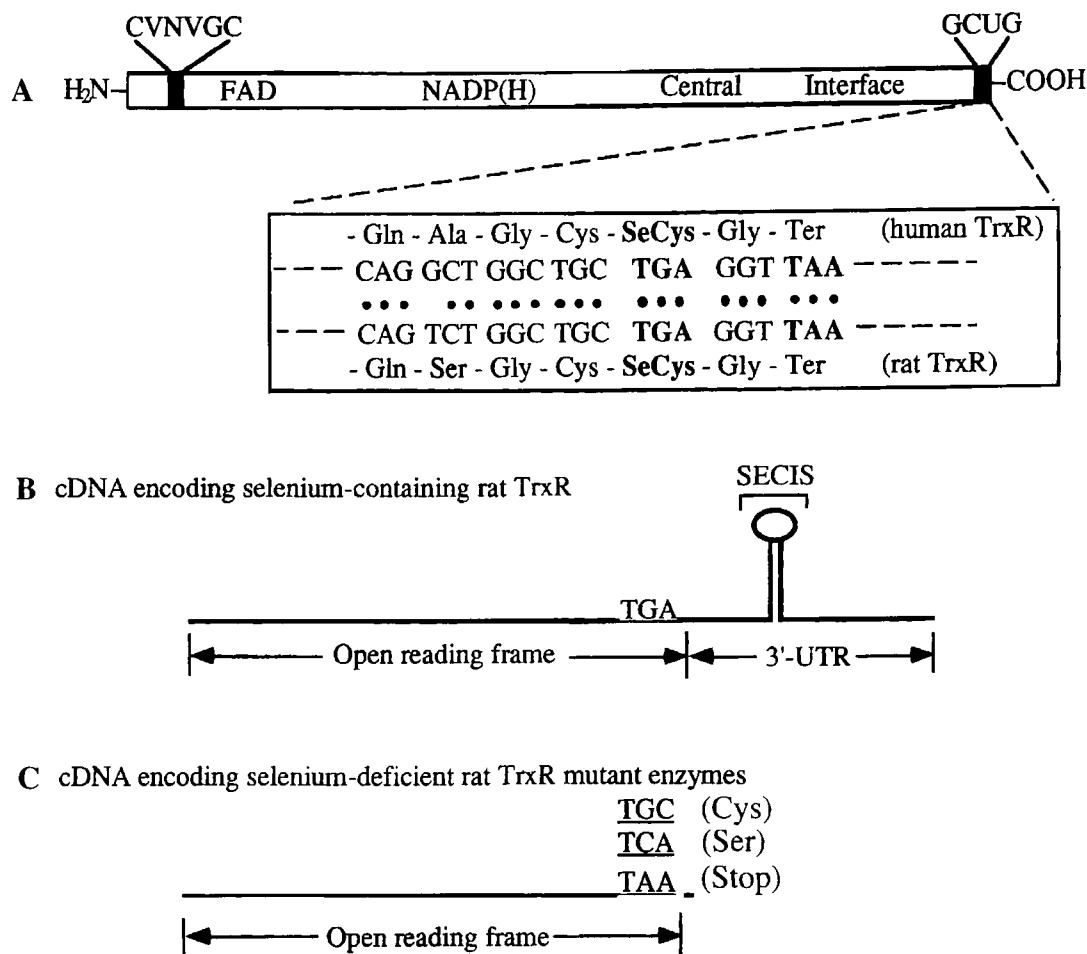 CVNVGC GCUG
A H₂N- FAD NADP(H) Central Interface -COOH
- Gln - Ala - Gly - Cys - SeCys - Gly - Ter (human TrxR)
CAG GCT GGC TGC TGA GGT TAA
CAG TCT GGC TGC TGA GGT TAA
- Gln - Ser - Gly - Cys - SeCys - Gly - Ter (rat TrxR)
B cDNA encoding selenium-containing rat TrxR
SECIS
TGA
Open reading frame 3'-UTR
C cDNA encoding selenium-deficient rat TrxR mutant enzymes
TGC (Cys)
TCA (Ser)
TAA (Stop)
Open reading frame